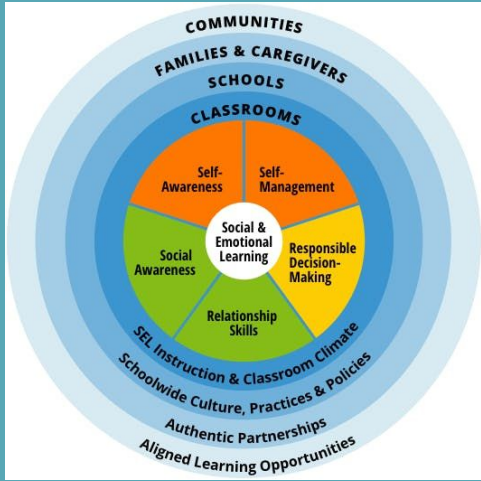 COMMUNITIES
FAMILIES & CAREGIVERS
SCHOOLS
CLASSROOMS
Self-
Awareness
Self-
Management
Social &
Emotional
Learning
Social
Awareness
Responsible
Decision-
Making
Relationship
Skills
SEL Instruction & Classroom Climate
Schoolwide Culture, Practices & Policies
Authentic Partnerships
Aligned Learning Opportunities